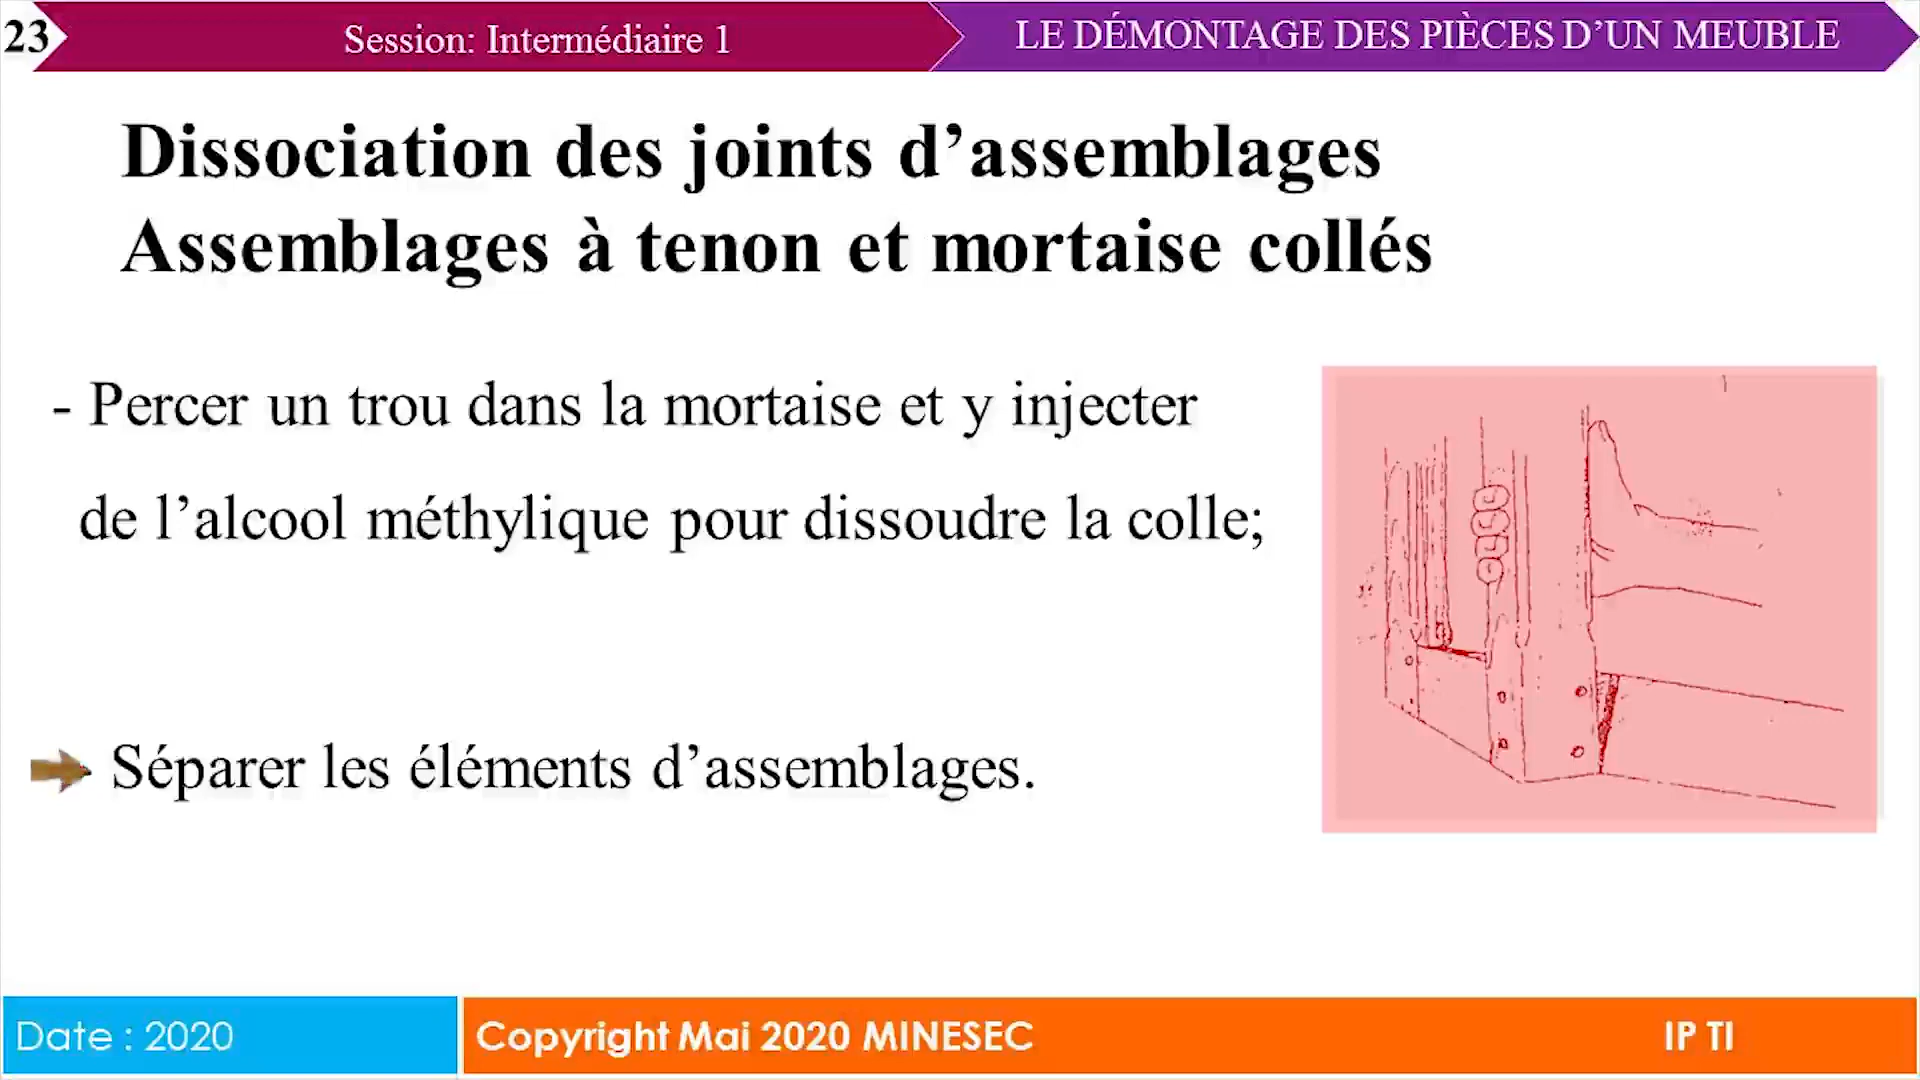 23
Session: Intermédiaire 1
LE DÉMONTAGE DES PIÈCES D’UN MEUBLE
Dissociation des joints d’assemblages
Assemblages à tenon et mortaise collés
- Percer un trou dans la mortaise et y injecter
de l’alcool méthylique pour dissoudre la colle;
Séparer les éléments d’assemblages.
Date : 2020
Copyright Mai 2020 MINESEC
IP TI